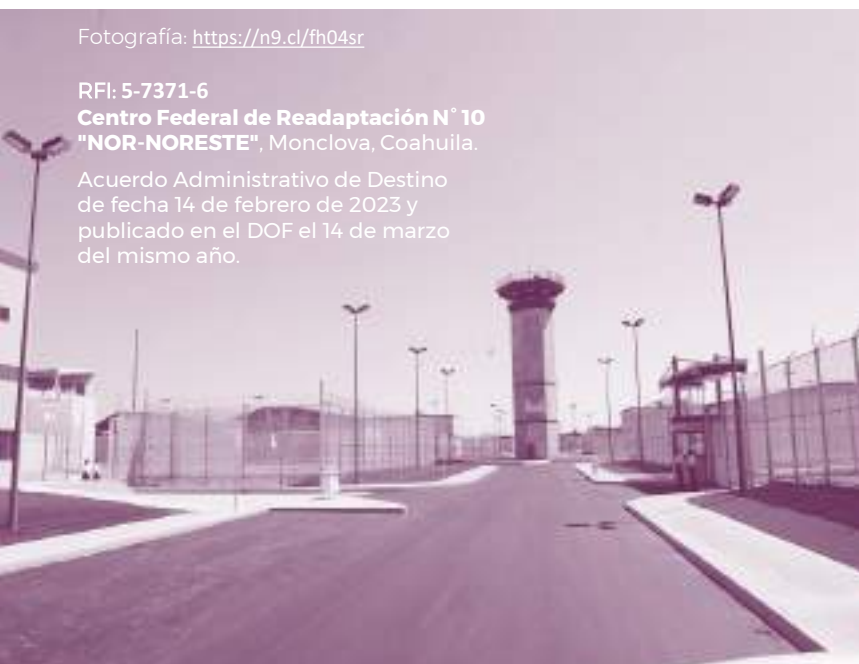 Fotografía: https://n9.cl/fh04sr
RFI: 5-7371-6
Centro Federal de Readaptación N° 10
"NOR-NORESTE", Monclova, Coahuila.
Acuerdo Administrativo de Destino
de fecha 14 de febrero de 2023 y
publicado en el DOF el 14 de marzo
del mismo año.